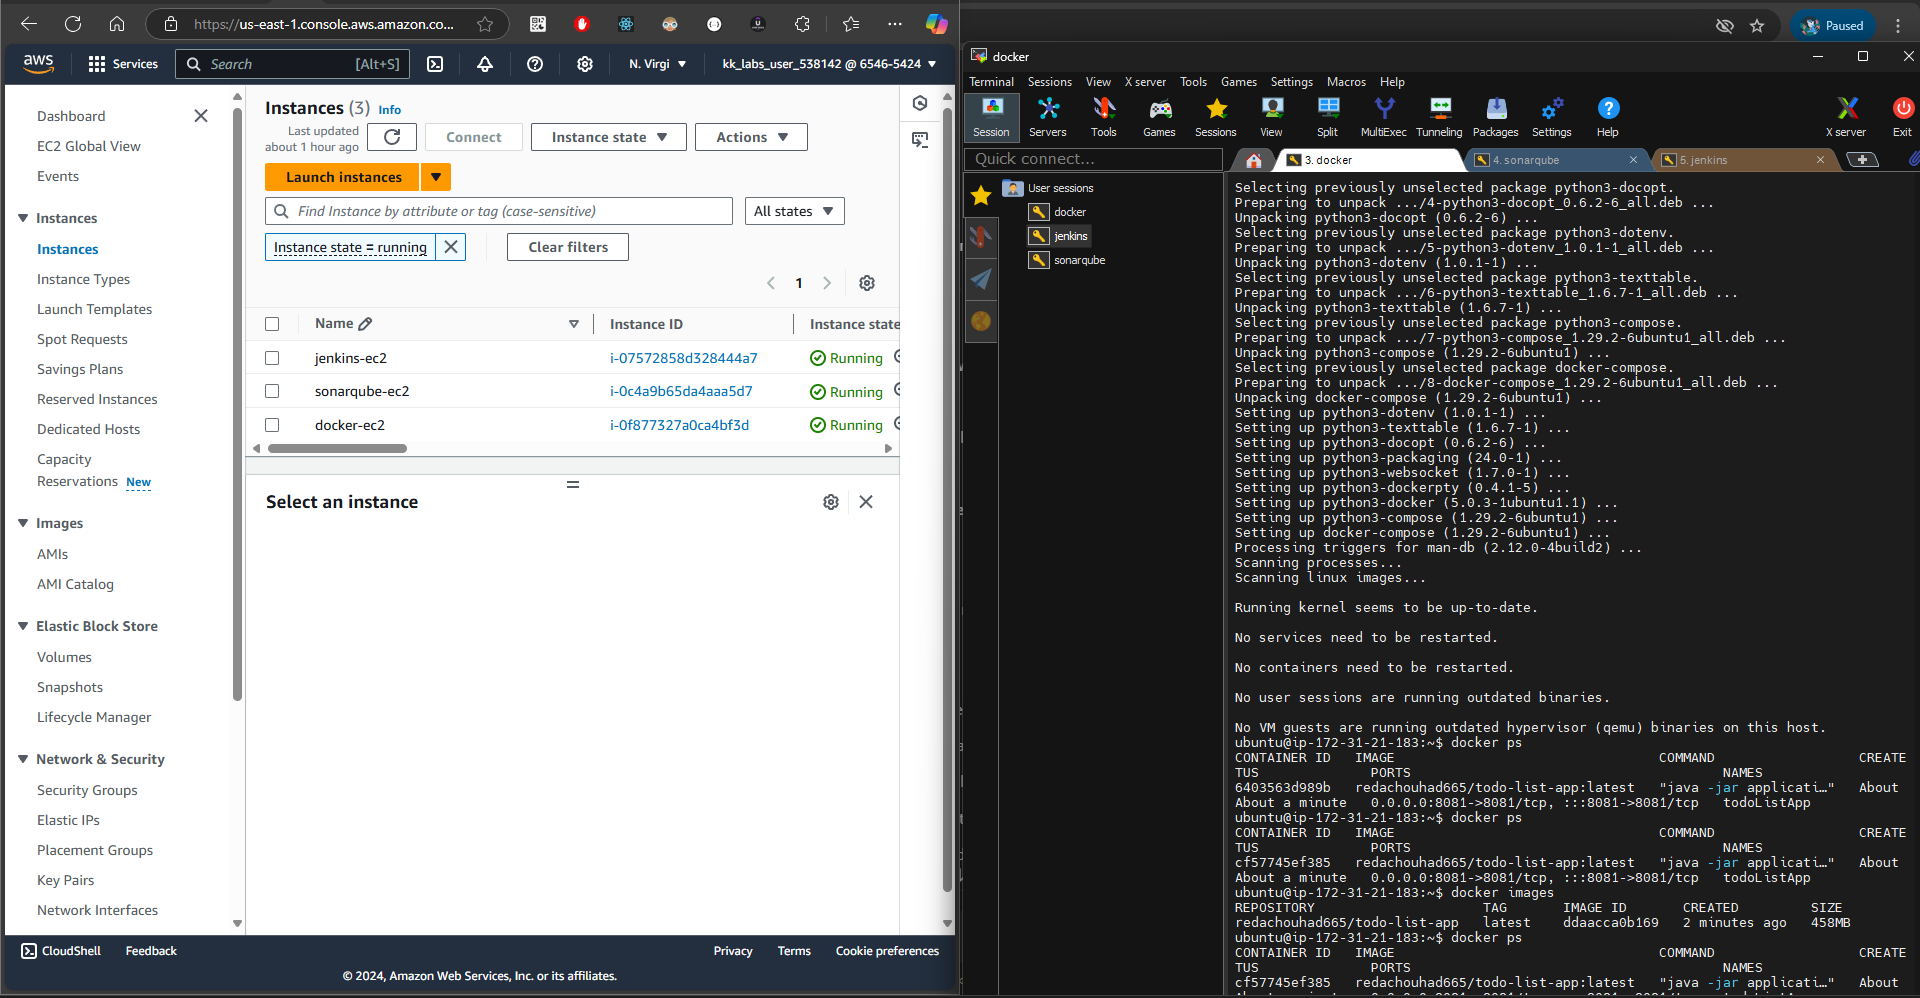 https://us-east-1.console.aws.amazon.co...
Paused
aws
Services
Search
[Alt+S]
N. Virgi
kk_labs_user_538142 @ 6546-5424
Dashboard
EC2 Global View
Events
Instances
Instances
Instance Types
Launch Templates
Spot Requests
Savings Plans
Reserved Instances
Dedicated Hosts
Capacity
Reservations New
Images
AMIs
AMI Catalog
Elastic Block Store
Volumes
Snapshots
Lifecycle Manager
Network & Security
Security Groups
Elastic IPs
Placement Groups
Key Pairs
Network Interfaces
Instances (3) Info
Last updated
about 1 hour ago
Connect
Instance state
Actions
Launch instances
Find Instance by attribute or tag (case-sensitive)
All states
Instance state = running
Clear filters
1
Name Instance ID Instance state
jenkins-ec2 i-07572858d328444a7 Running
sonarqube-ec2 i-0c4a9b65da4aaa5d7 Running
docker-ec2 i-0f877327a0ca4bf3d Running
Select an instance
CloudShell Feedback Privacy Terms Cookie preferences
© 2024, Amazon Web Services, Inc. or its affiliates.
docker
Terminal Sessions View X server Tools Games Settings Macros Help
Session Servers Tools Games Sessions View Split MultiExec Tunneling Packages Settings Help X server Exit
Quick connect...
3. docker
4. sonarqube
5. jenkins
User sessions
docker
jenkins
sonarqube
Selecting previously unselected package python3-docopt.
Preparing to unpack .../4-python3-docopt_0.6.2-6_all.deb ...
Unpacking python3-docopt (0.6.2-6) ...
Selecting previously unselected package python3-dotenv.
Preparing to unpack .../5-python3-dotenv_1.0.1-1_all.deb ...
Unpacking python3-dotenv (1.0.1-1) ...
Selecting previously unselected package python3-texttable.
Preparing to unpack .../6-python3-texttable_1.6.7-1_all.deb ...
Unpacking python3-texttable (1.6.7-1) ...
Selecting previously unselected package python3-compose.
Preparing to unpack .../7-python3-compose_1.29.2-6ubuntu1_all.deb ...
Unpacking python3-compose (1.29.2-6ubuntu1) ...
Selecting previously unselected package docker-compose.
Preparing to unpack .../8-docker-compose_1.29.2-6ubuntu1_all.deb ...
Unpacking docker-compose (1.29.2-6ubuntu1) ...
Setting up python3-dotenv (1.0.1-1) ...
Setting up python3-texttable (1.6.7-1) ...
Setting up python3-docopt (0.6.2-6) ...
Setting up python3-packaging (24.0-1) ...
Setting up python3-websocket (1.7.0-1) ...
Setting up python3-dockerpty (0.4.1-5) ...
Setting up python3-docker (5.0.3-1ubuntu1.1) ...
Setting up python3-compose (1.29.2-6ubuntu1) ...
Setting up docker-compose (1.29.2-6ubuntu1) ...
Processing triggers for man-db (2.12.0-4build2) ...
Scanning processes...
Scanning linux images...
Running kernel seems to be up-to-date.
No services need to be restarted.
No containers need to be restarted.
No user sessions are running outdated binaries.
No VM guests are running outdated hypervisor (qemu) binaries on this host.
ubuntu@ip-172-31-21-183:~$ docker ps
CONTAINER ID IMAGE COMMAND CREATE
TUS PORTS NAMES
6403563d989b redachouhad665/todo-list-app:latest "java -jar applicati…" About
About a minute 0.0.0.0:8081->8081/tcp, :::8081->8081/tcp todoListApp
ubuntu@ip-172-31-21-183:~$ docker ps
CONTAINER ID IMAGE COMMAND CREATE
TUS PORTS NAMES
cf57745ef385 redachouhad665/todo-list-app:latest "java -jar applicati…" About
About a minute 0.0.0.0:8081->8081/tcp, :::8081->8081/tcp todoListApp
ubuntu@ip-172-31-21-183:~$ docker images
REPOSITORY TAG IMAGE ID CREATED SIZE
redachouhad665/todo-list-app latest ddaacca0b169 2 minutes ago 458MB
ubuntu@ip-172-31-21-183:~$ docker ps
CONTAINER ID IMAGE COMMAND CREATE
TUS PORTS NAMES
cf57745ef385 redachouhad665/todo-list-app:latest "java -jar applicati…" About